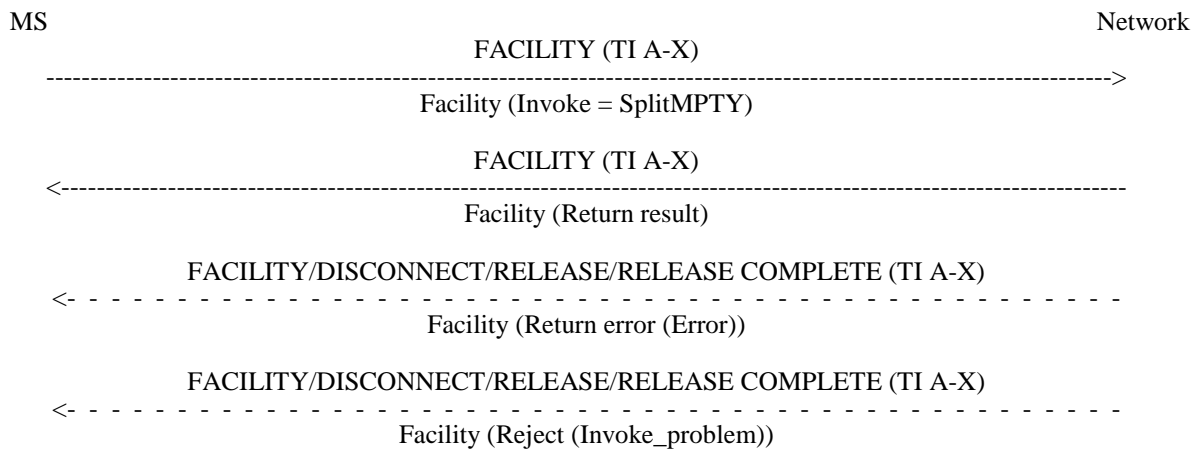 MS Network
FACILITY (TI A-X)
Facility (Invoke = SplitMPTY)
FACILITY (TI A-X)
Facility (Return result)
FACILITY/DISCONNECT/RELEASE/RELEASE COMPLETE (TI A-X)
Facility (Return error (Error))
FACILITY/DISCONNECT/RELEASE/RELEASE COMPLETE (TI A-X)
Facility (Reject (Invoke_problem))